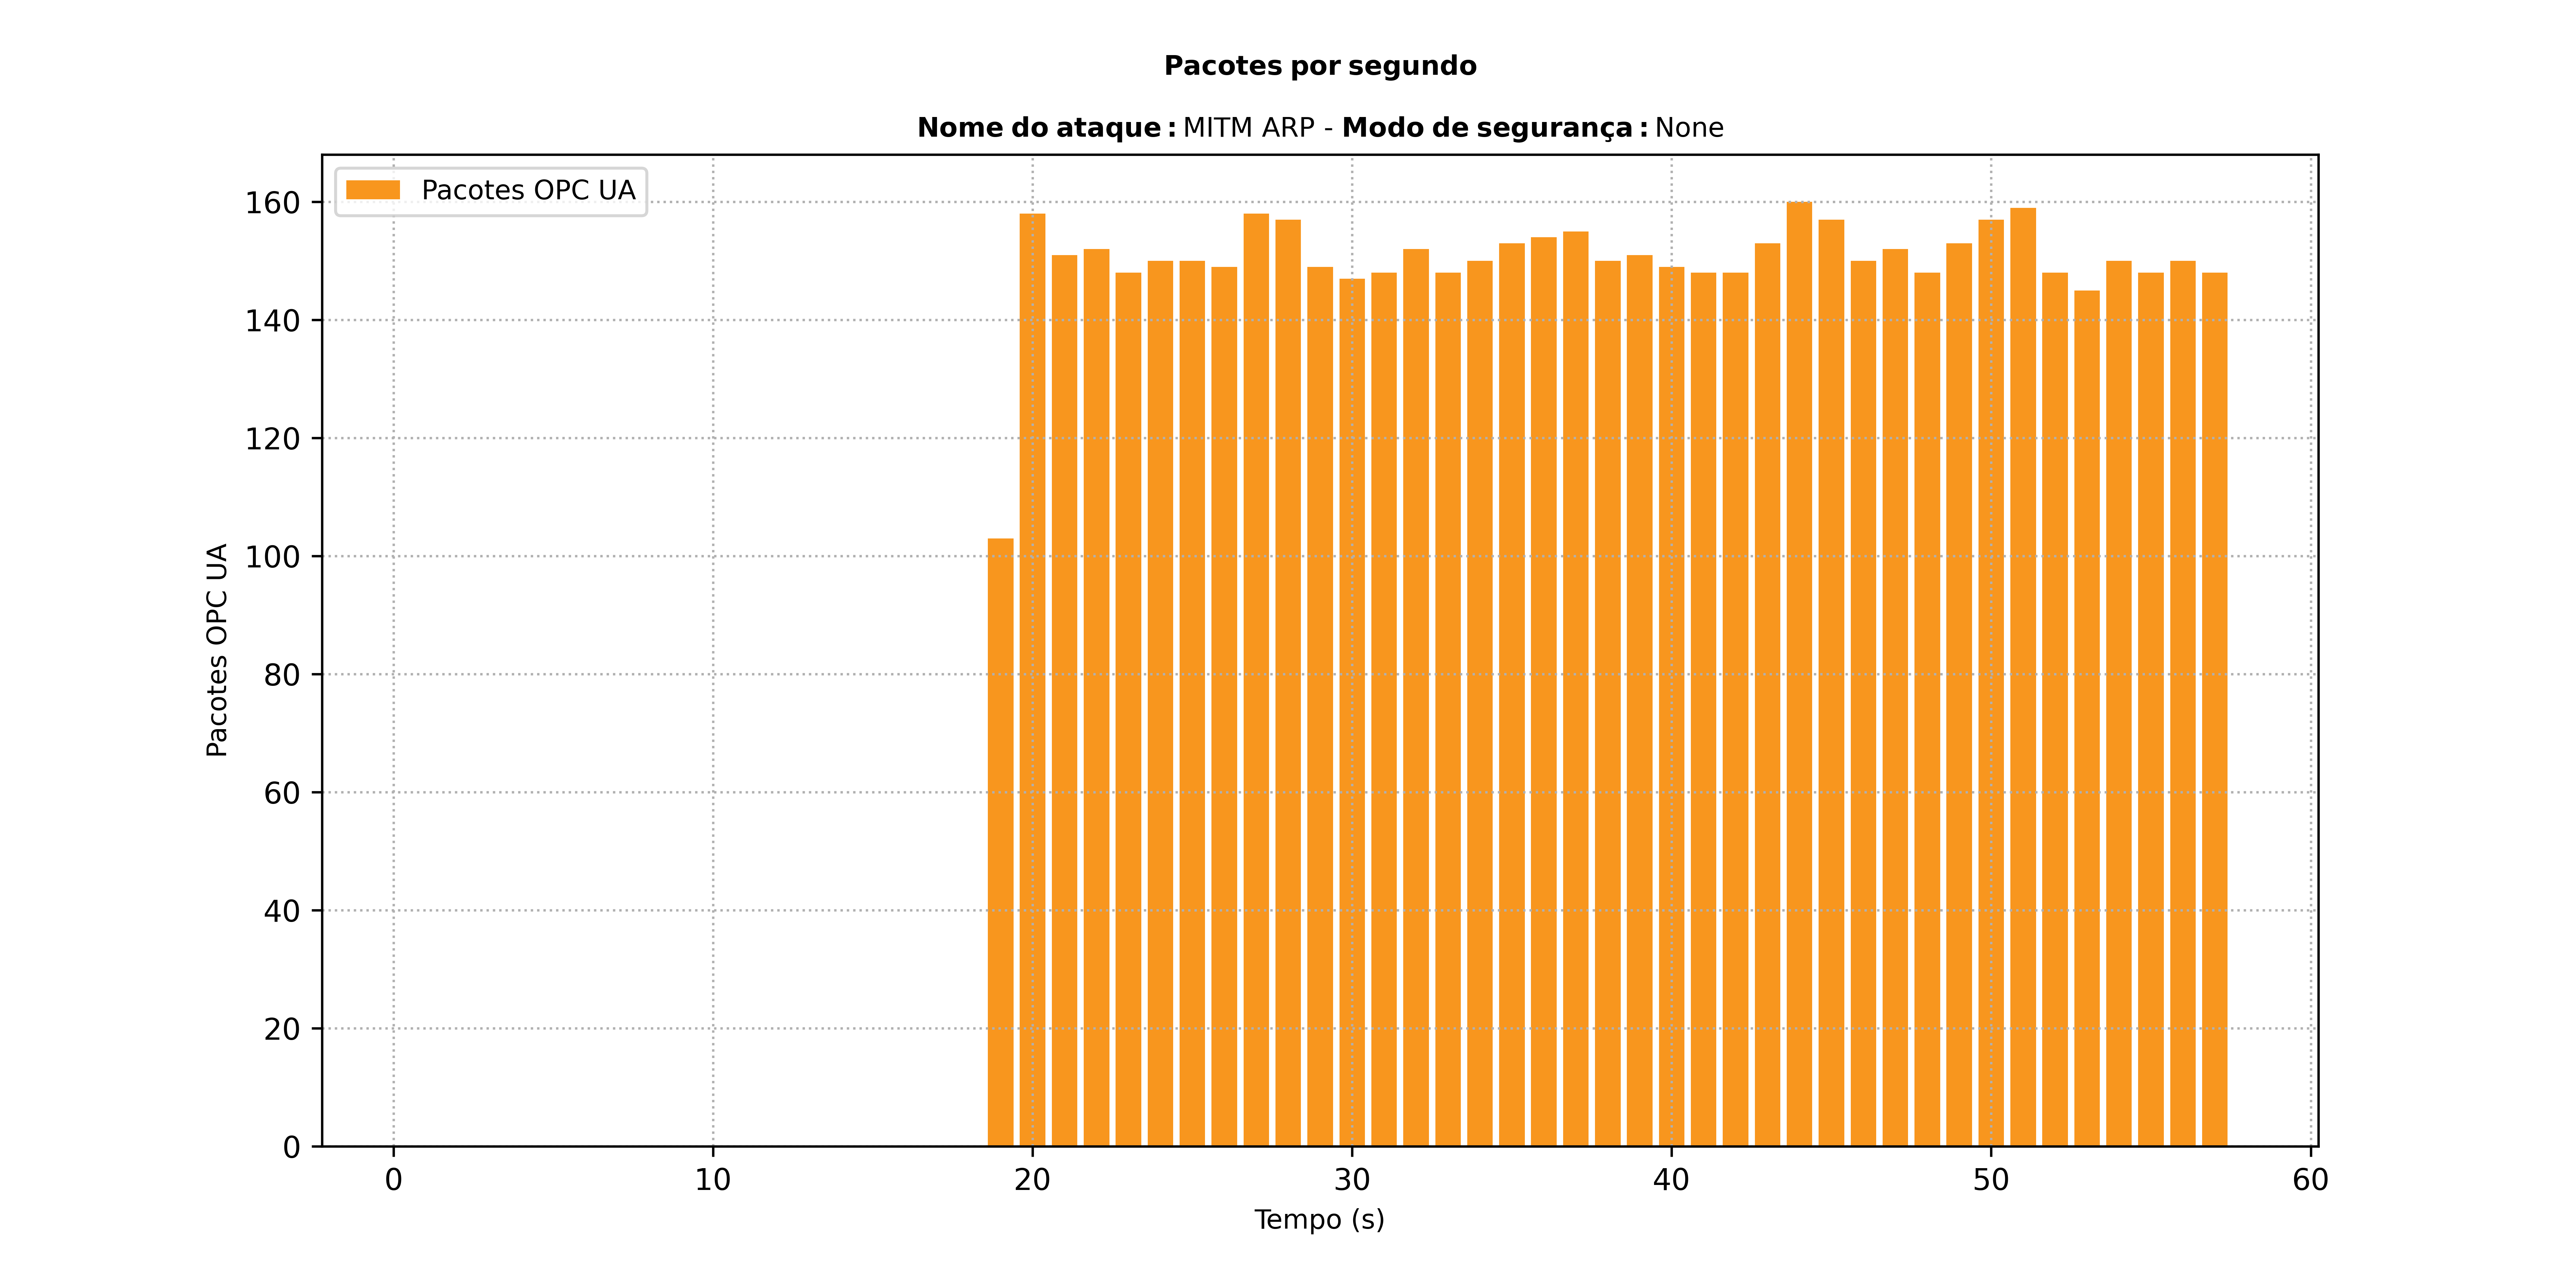 Pacotes por segundo
Nome do ataque: MITM ARP - Modo de segurança: None
Pacotes OPC UA
160
140
120
100
80
60
40
20
0
Pacotes OPC UA
0 10 20 30 40 50 60
Tempo (s)